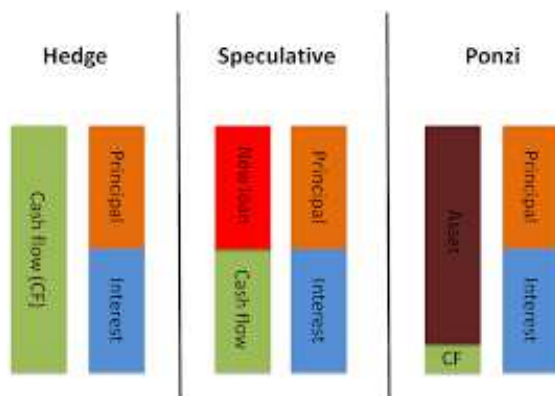 Hedge
Speculative
Ponzi
Cash flow (CF)
Principal
Interest
New loan
Cash flow
Principal
Interest
Asset
CF
Principal
Interest